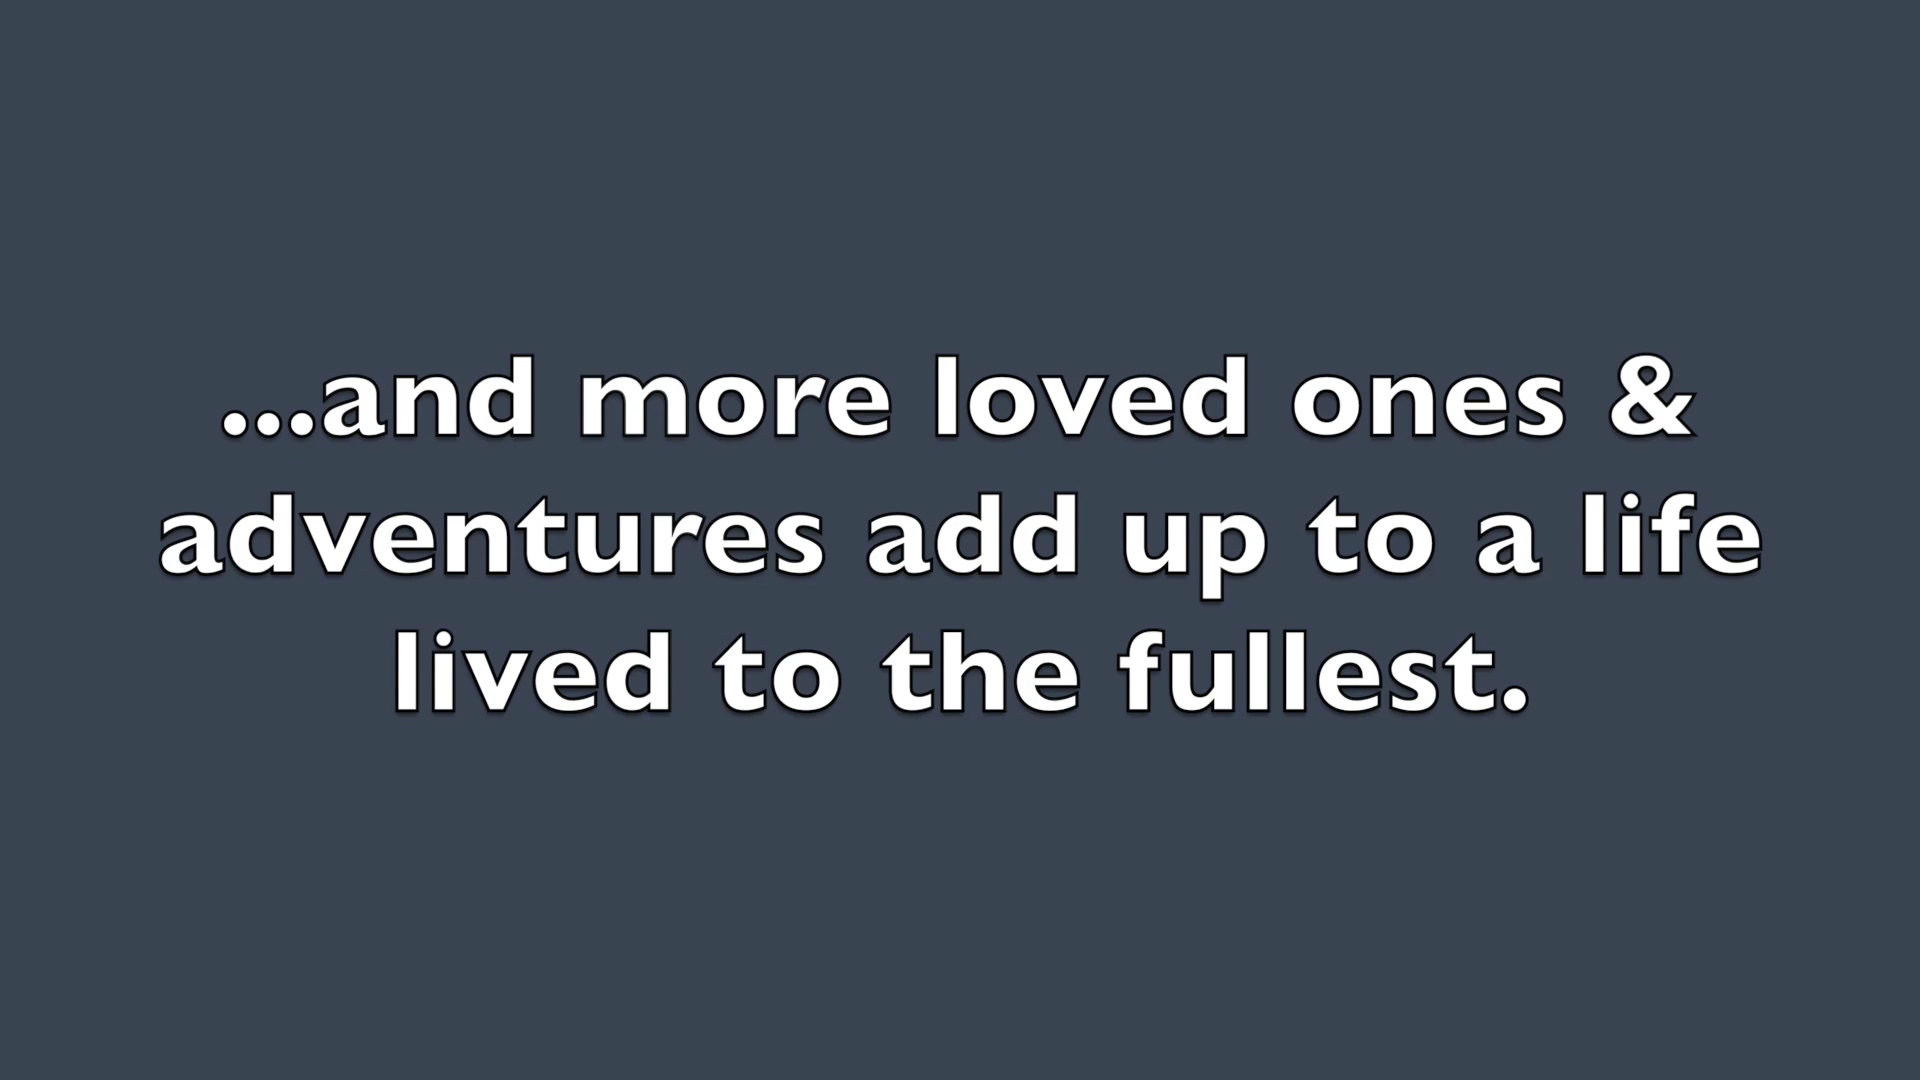 ...and more loved ones &
adventures add up to a life
lived to the fullest.